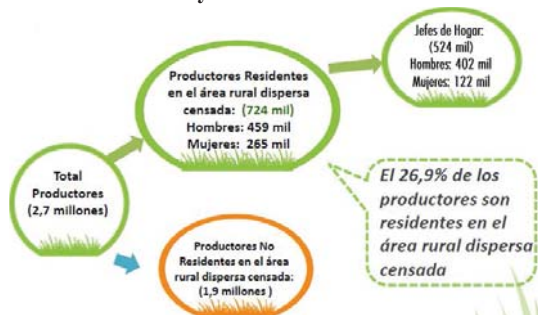 Total
Productores
(2,7 millones)
Productores Residentes
en el área rural dispersa
censada: (724 mil)
Hombres: 459 mil
Mujeres: 265 mil
Jefes de Hogar:
(524 mil)
Hombres: 402 mil
Mujeres: 122 mil
El 26,9% de los
productores son
residentes en el
área rural dispersa
censada
Productores No
Residentes en el área
rural dispersa censada:
(1,9 millones )